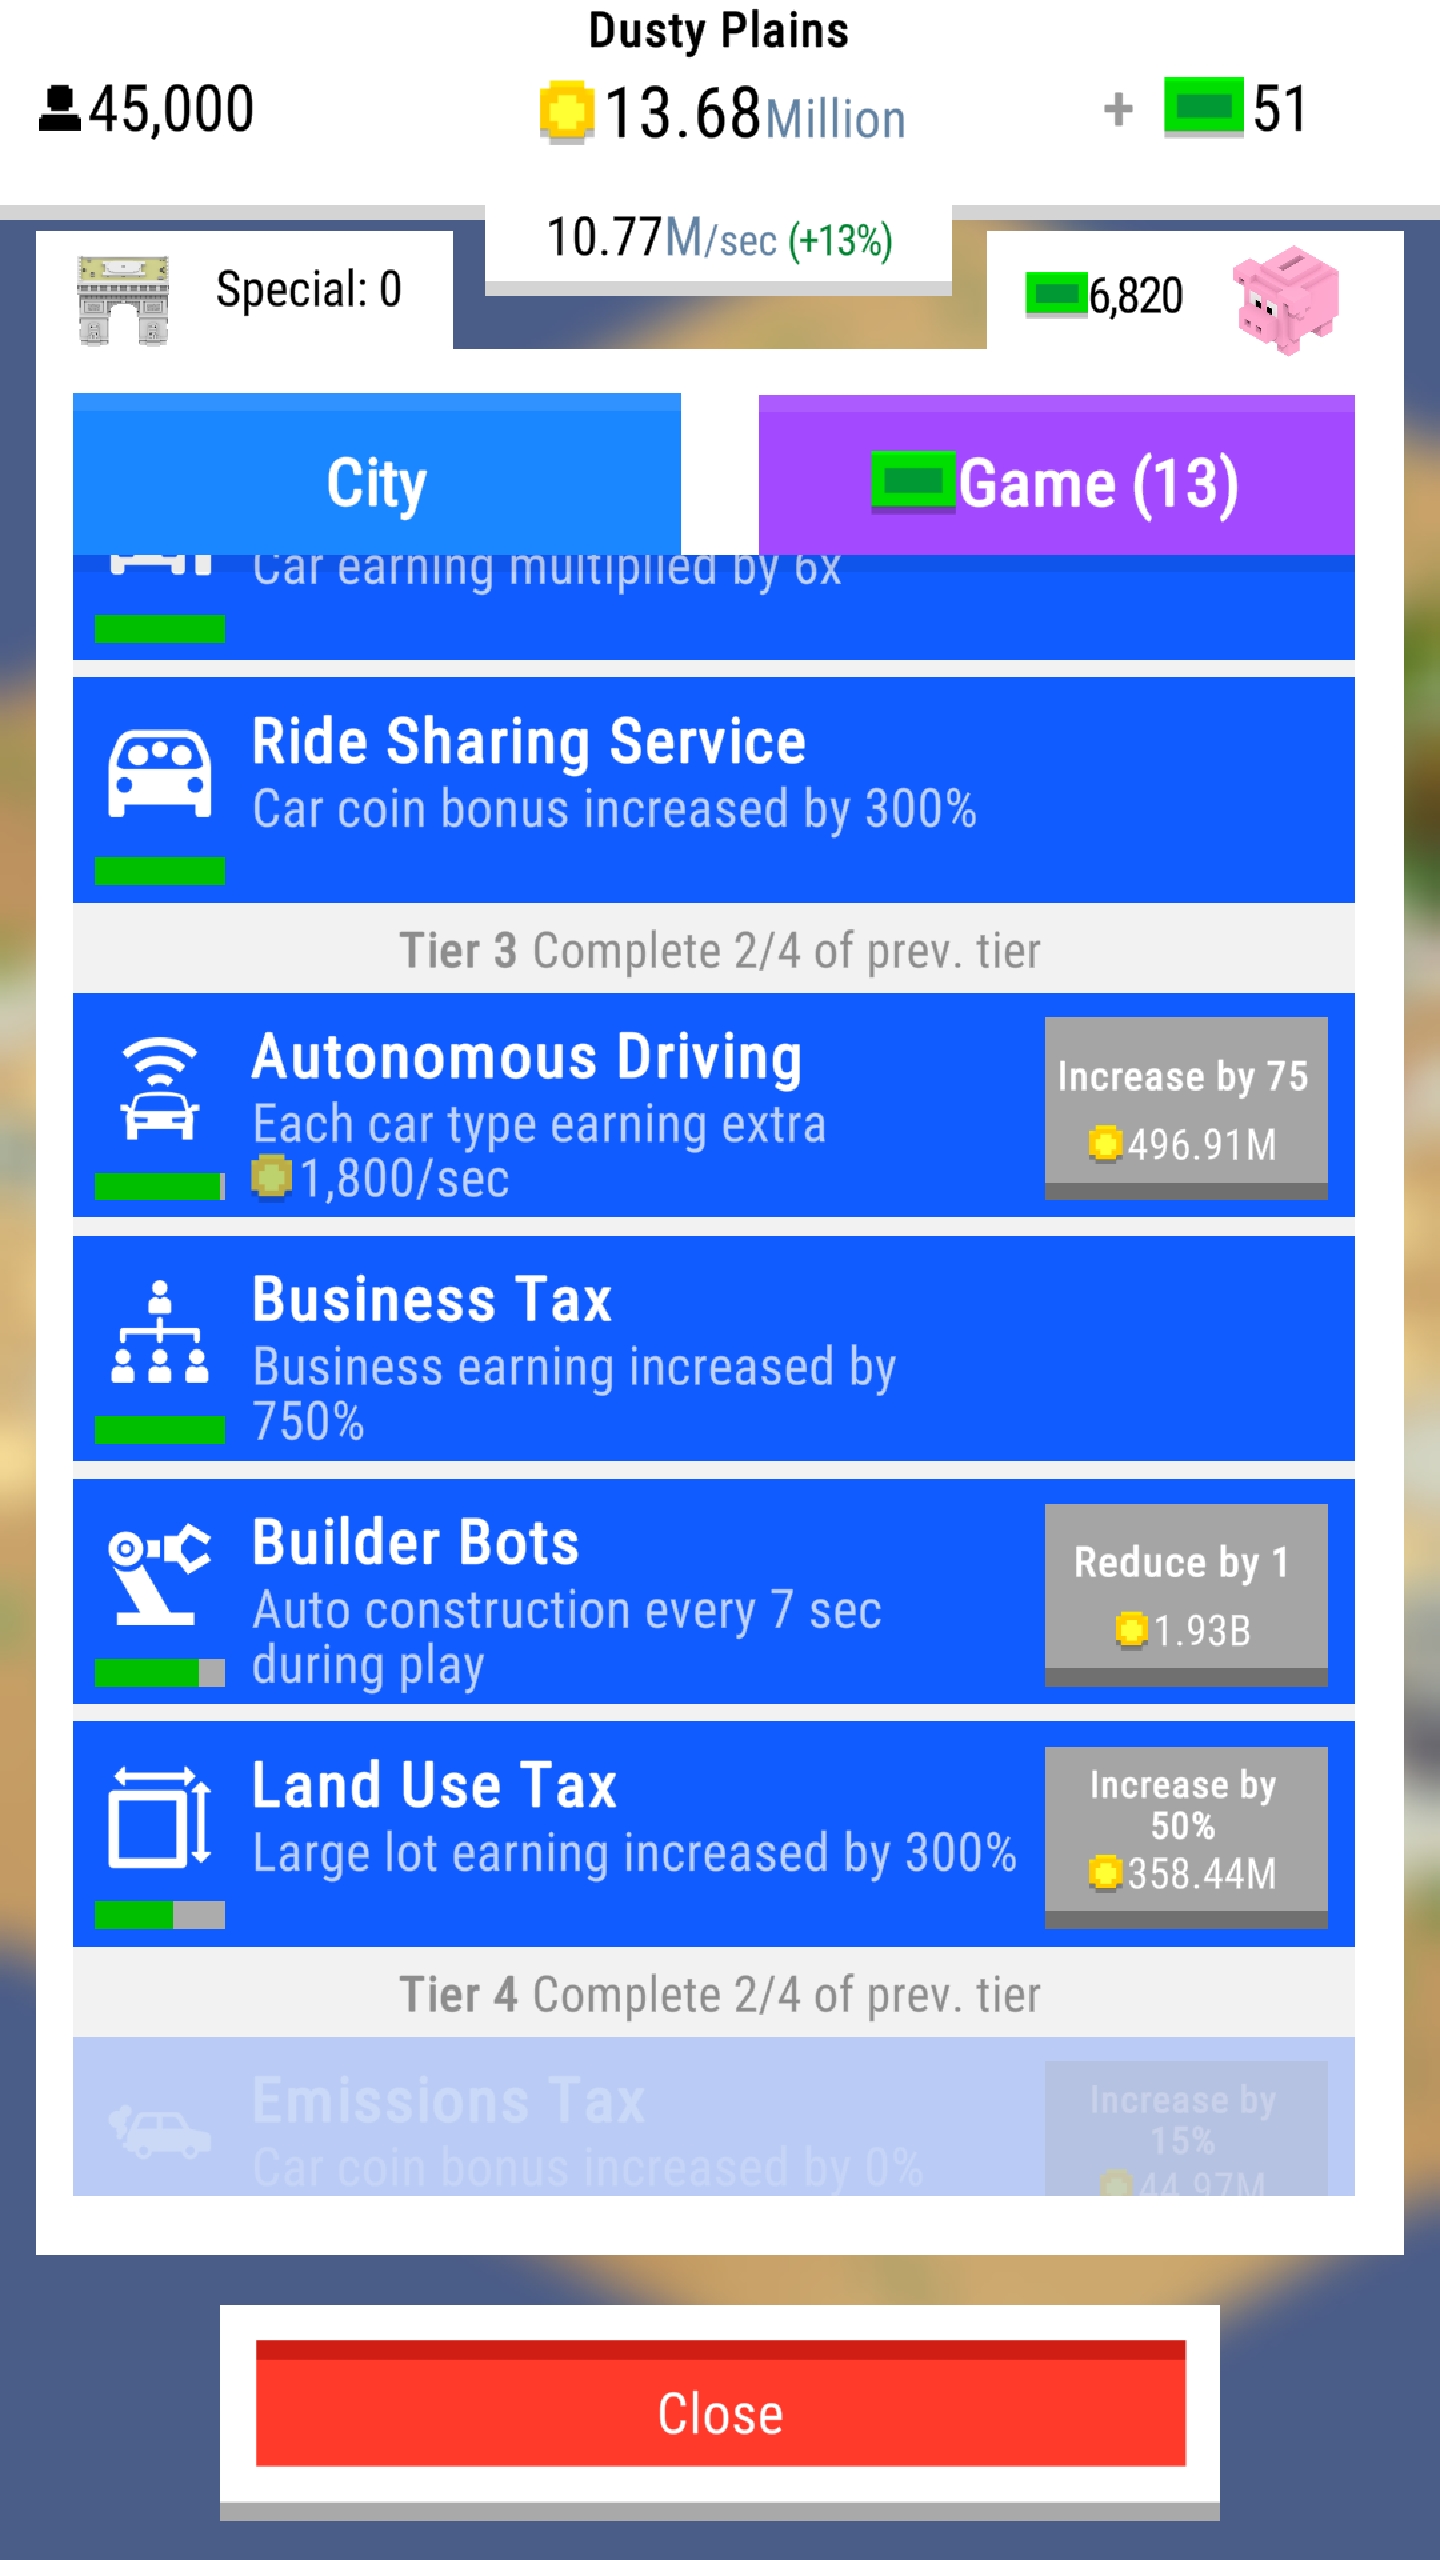 Dusty Plains
45,000
13.68Million
+ 51
10.77M/sec (+13%)
Special: 0
6,820
City
Game (13)
Car earning multiplied by 6x
Ride Sharing Service
Car coin bonus increased by 300%
Tier 3 Complete 2/4 of prev. tier
Autonomous Driving
Each car type earning extra
1,800/sec
Increase by 75
496.91M
Business Tax
Business earning increased by
750%
Builder Bots
Auto construction every 7 sec
during play
Reduce by 1
1.93B
Land Use Tax
Large lot earning increased by 300%
Increase by
50%
358.44M
Tier 4 Complete 2/4 of prev. tier
Emissions Tax
Car coin bonus increased by 0%
Increase by
15%
44.97M
Close